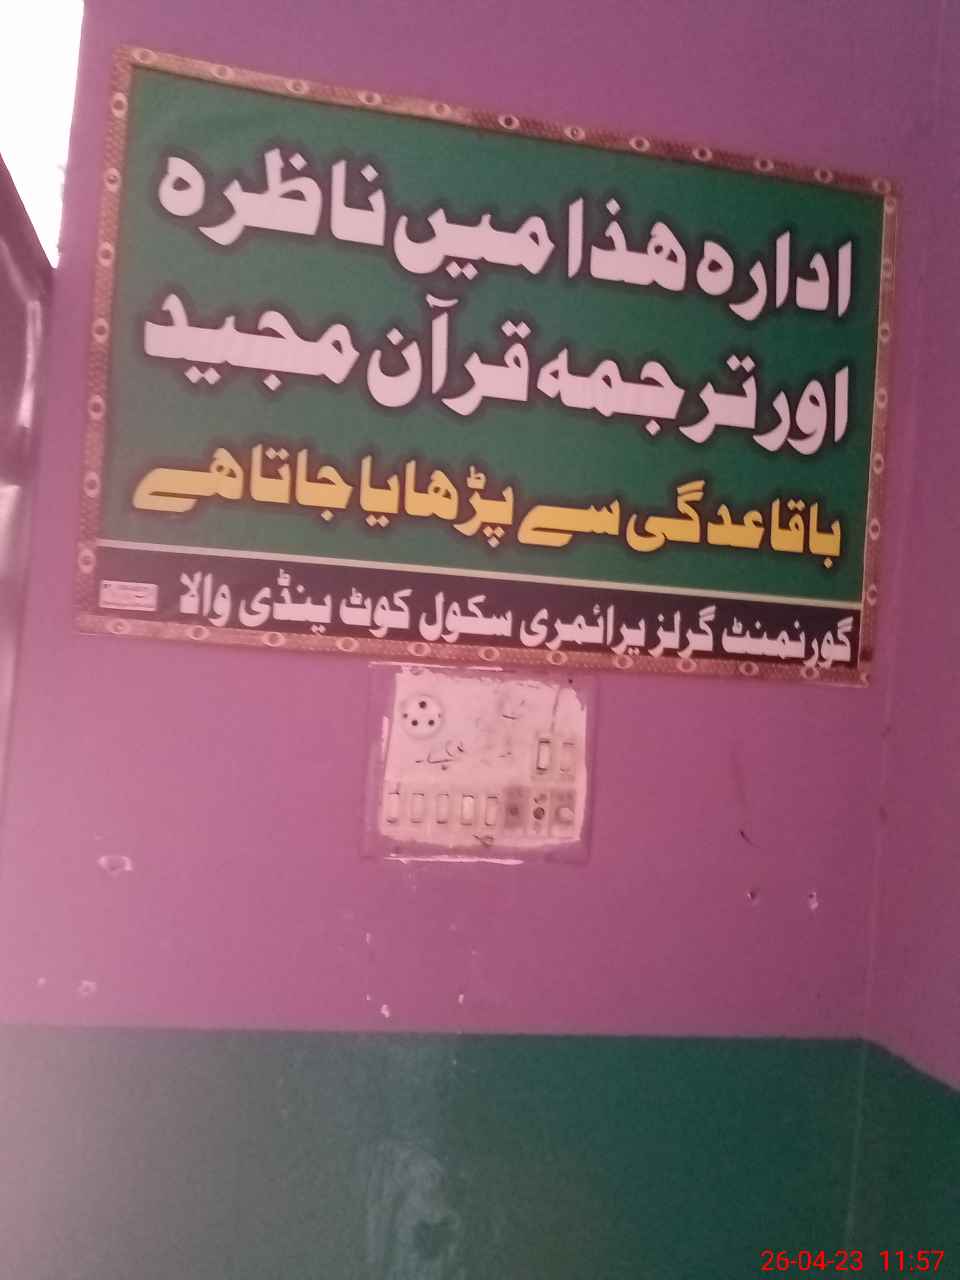 ادارہ ھذا میں ناظرہ
اور ترجمہ قرآن مجید
باقاعدگی سے پڑھایا جاتا ھے
گورنمنٹ گرلز پرائمری سکول کوٹ پنڈی والا
26-04-23 11:57